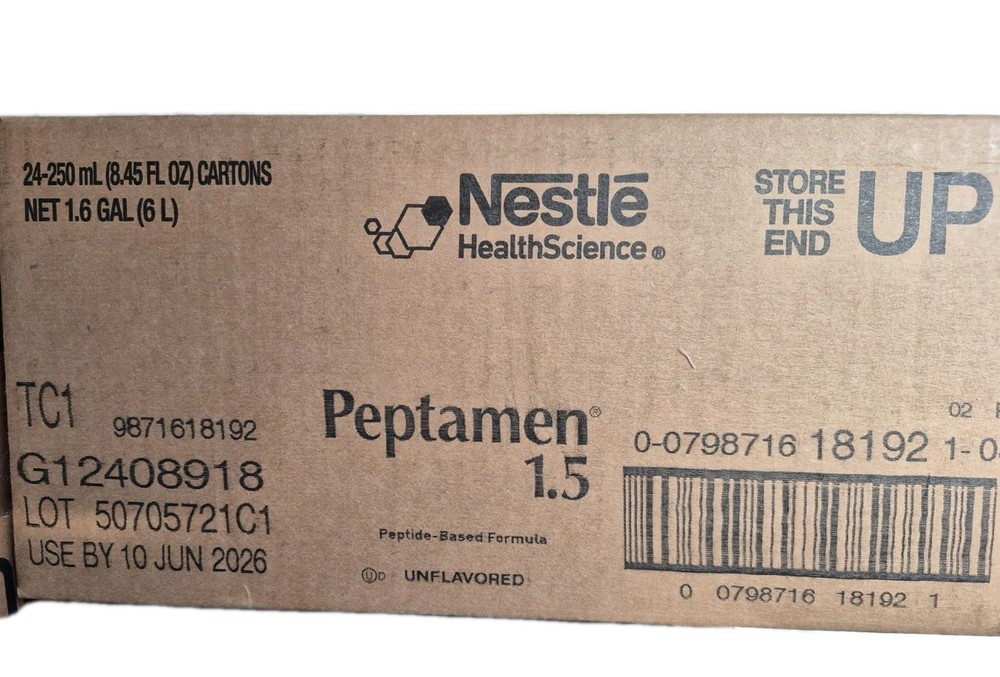 24-250 mL (8.45 FL OZ) CARTONS
NET 1.6 GAL (6 L)
Nestlé
HealthScience®
STORE
THIS
END
UP
TC1
9871618192
G12408918
LOT 50705721C1
USE BY 10 JUN 2026
Peptamen®
1.5
Peptide-Based Formula
ⓊD UNFLAVORED
02
0-0798716 18192 1-0
0 0798716 18192 1